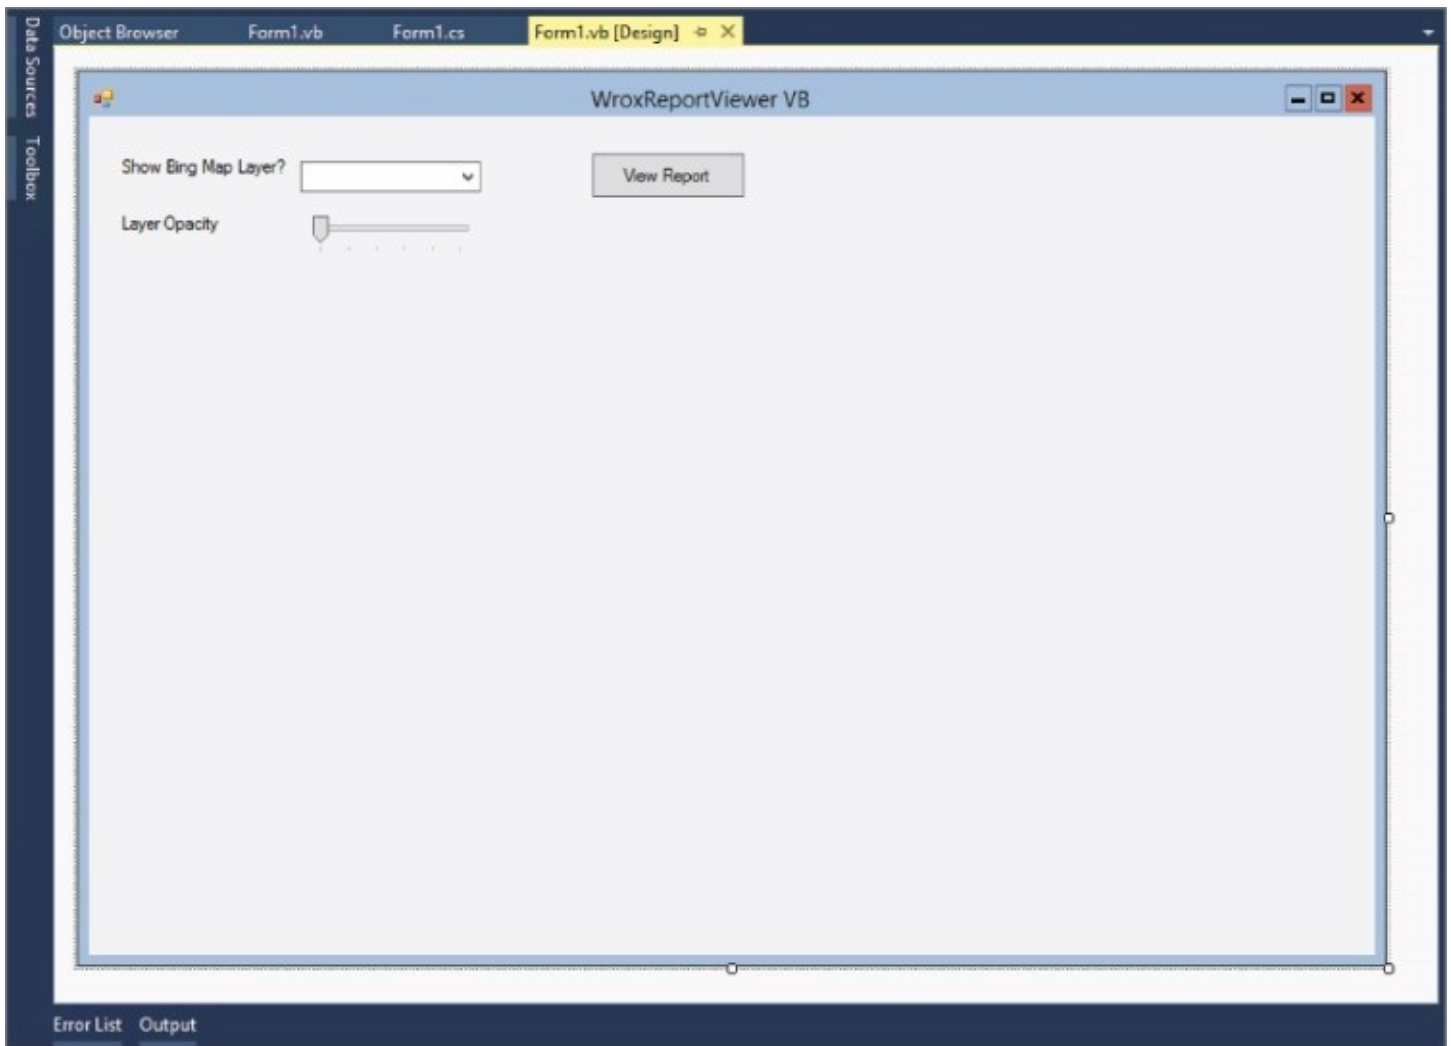 Data Sources
Toolbox
Object Browser
Form1.vb
Form1.cs
Form1.vb [Design]
WroxReportViewer VB
Show Bing Map Layer?
View Report
Layer Opacity
Error List
Output